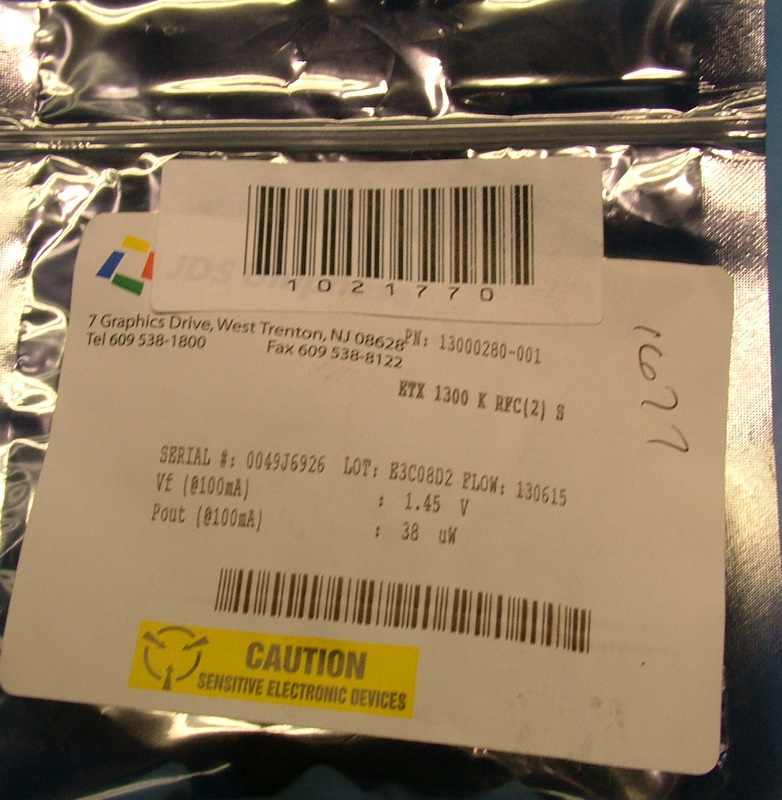 1021770
JDS
7 Graphics Drive, West Trenton, NJ 08628
Tel 609 538-1800 Fax 609 538-8122
PN: 13000280-001
ETX 1300 K RFC(2) S
1677
SERIAL #: 0049J6926 LOT: E3C08D2 FLOW: 130615
Vf (@100mA) : 1.45 V
Pout (@100mA) : 38 uW
CAUTION
SENSITIVE ELECTRONIC DEVICES